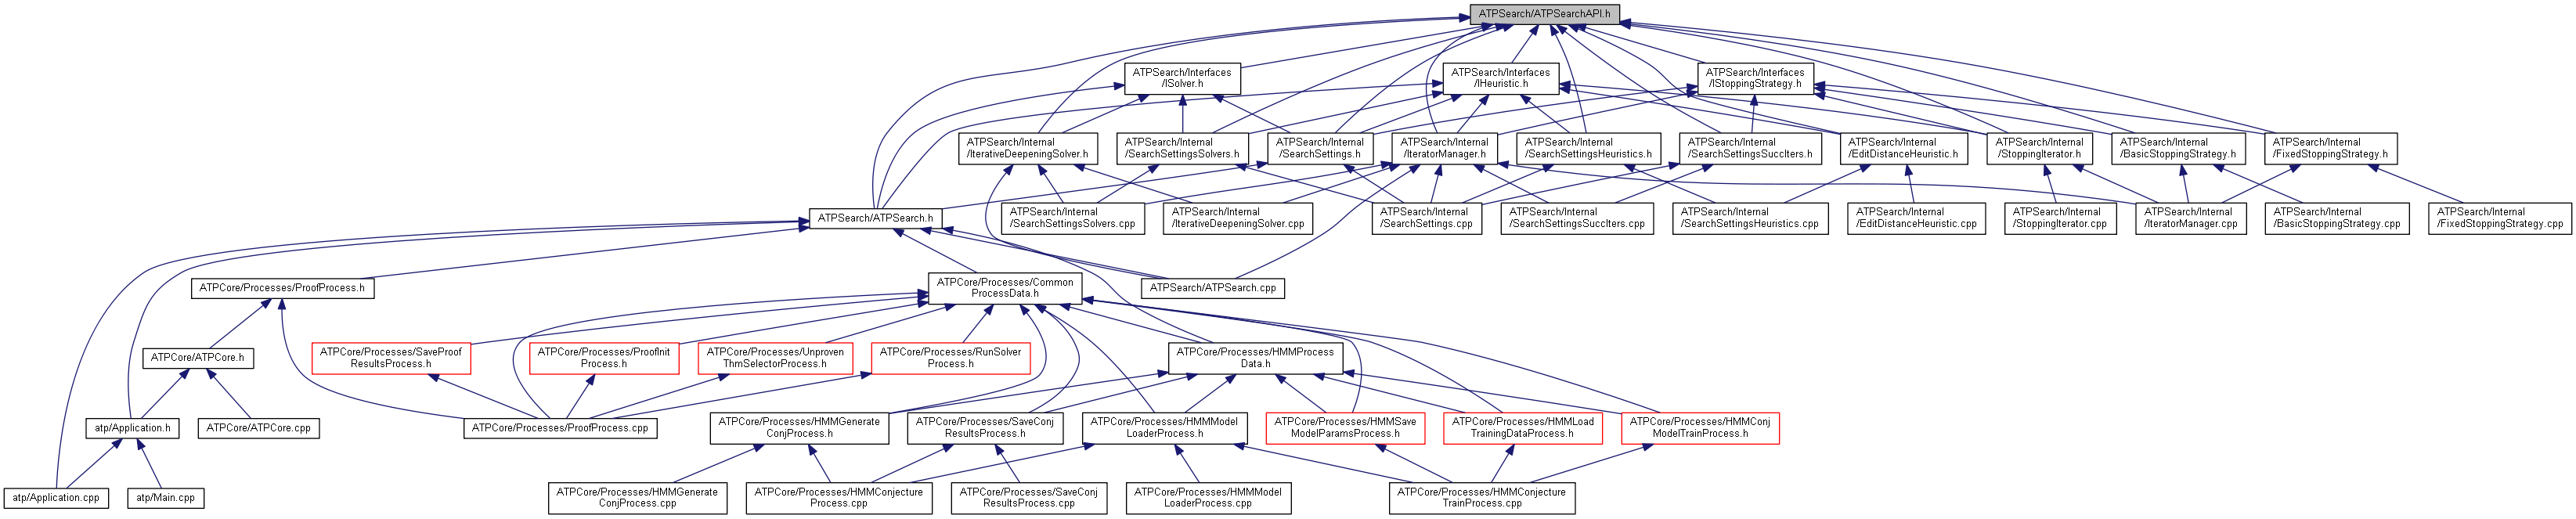 ATPSearch/ATPSearchAPI.h
ATPSearch/Interfaces
/ISolver.h
ATPSearch/Interfaces
/IHeuristic.h
ATPSearch/Interfaces
/IStoppingStrategy.h
ATPSearch/Internal
/IterativeDeepeningSolver.h
ATPSearch/Internal
/SearchSettingsSolvers.h
ATPSearch/Internal
/SearchSettings.h
ATPSearch/Internal
/IteratorManager.h
ATPSearch/Internal
/SearchSettingsHeuristics.h
ATPSearch/Internal
/SearchSettingsSuccIters.h
ATPSearch/Internal
/EditDistanceHeuristic.h
ATPSearch/Internal
/StoppingIterator.h
ATPSearch/Internal
/BasicStoppingStrategy.h
ATPSearch/Internal
/FixedStoppingStrategy.h
ATPSearch/ATPSearch.h
ATPSearch/Internal
/SearchSettingsSolvers.cpp
ATPSearch/Internal
/IterativeDeepeningSolver.cpp
ATPSearch/Internal
/SearchSettings.cpp
ATPSearch/Internal
/SearchSettingsSuccIters.cpp
ATPSearch/Internal
/SearchSettingsHeuristics.cpp
ATPSearch/Internal
/EditDistanceHeuristic.cpp
ATPSearch/Internal
/StoppingIterator.cpp
ATPSearch/Internal
/IteratorManager.cpp
ATPSearch/Internal
/BasicStoppingStrategy.cpp
ATPSearch/Internal
/FixedStoppingStrategy.cpp
ATPCore/Processes/ProofProcess.h
ATPCore/Processes/Common
ProcessData.h
ATPSearch/ATPSearch.cpp
ATPCore/ATPCore.h
ATPCore/Processes/SaveProof
ResultsProcess.h
ATPCore/Processes/ProofInit
Process.h
ATPCore/Processes/Unproven
ThmSelectorProcess.h
ATPCore/Processes/RunSolver
Process.h
ATPCore/Processes/HMMProcess
Data.h
atp/Application.h
ATPCore/ATPCore.cpp
ATPCore/Processes/ProofProcess.cpp
ATPCore/Processes/HMMGenerate
ConjProcess.h
ATPCore/Processes/SaveConj
ResultsProcess.h
ATPCore/Processes/HMMModel
LoaderProcess.h
ATPCore/Processes/HMMSave
ModelParamsProcess.h
ATPCore/Processes/HMMLoad
TrainingDataProcess.h
ATPCore/Processes/HMMConj
ModelTrainProcess.h
atp/Application.cpp
atp/Main.cpp
ATPCore/Processes/HMMGenerate
ConjProcess.cpp
ATPCore/Processes/HMMConjecture
Process.cpp
ATPCore/Processes/SaveConj
ResultsProcess.cpp
ATPCore/Processes/HMMModel
LoaderProcess.cpp
ATPCore/Processes/HMMConjecture
TrainProcess.cpp